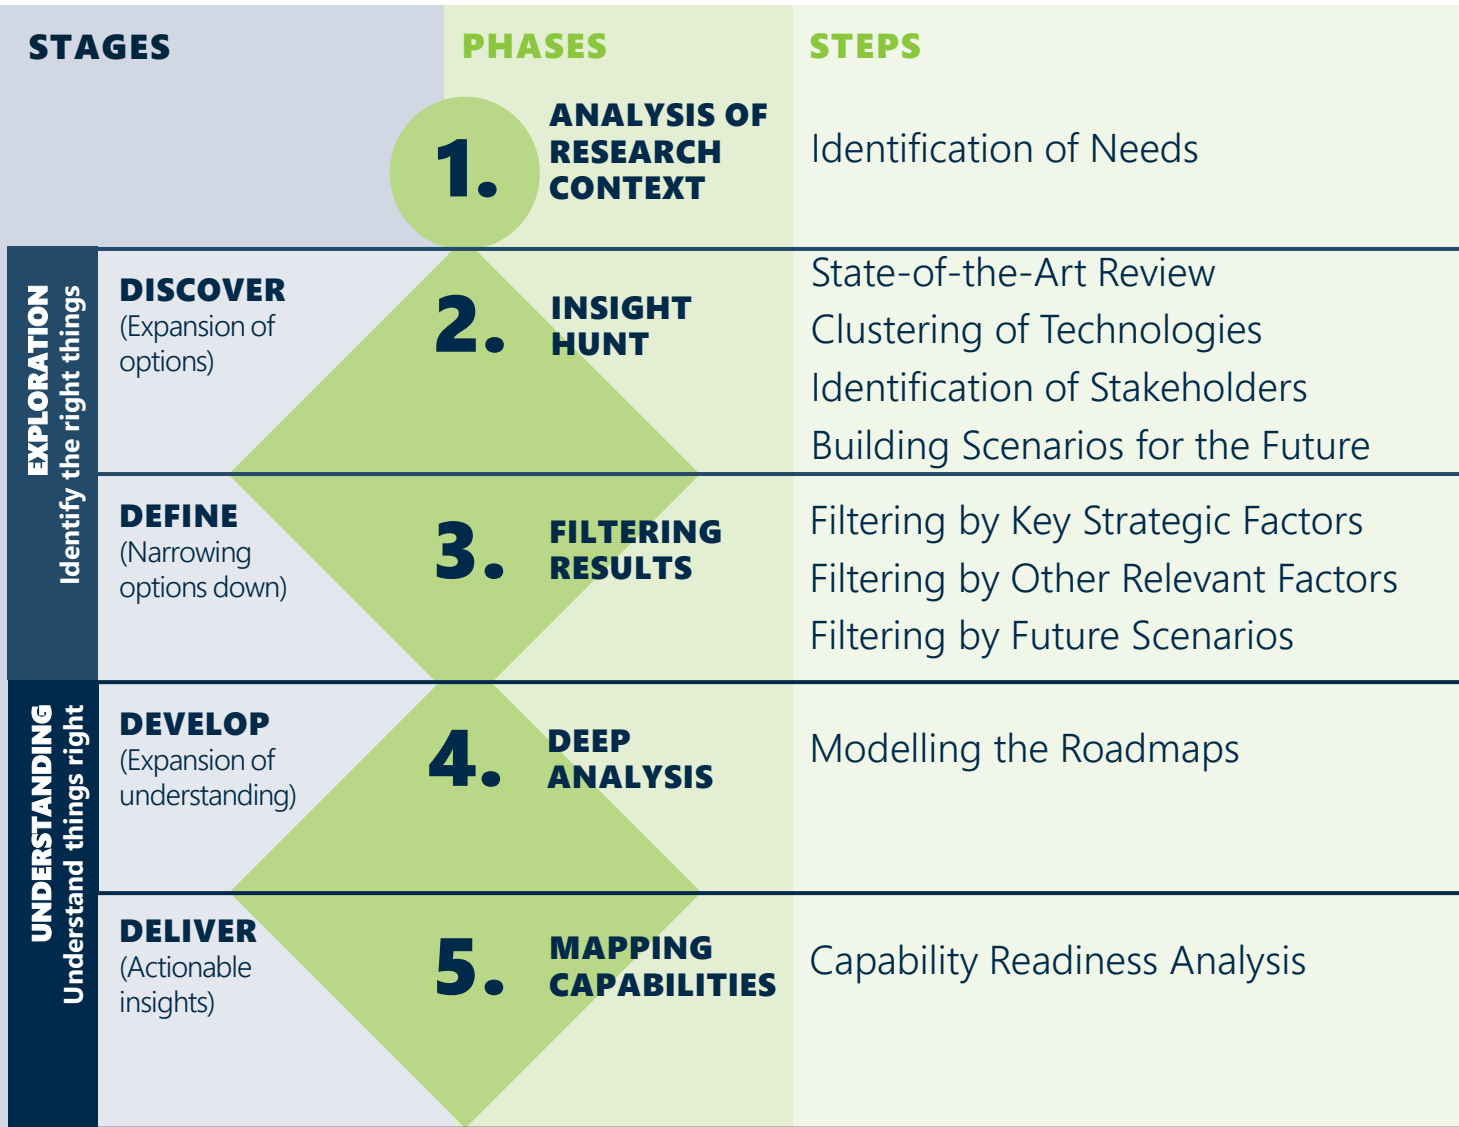 STAGES
PHASES
STEPS
1.
ANALYSIS OF
RESEARCH
CONTEXT
Identification of Needs
EXPLORATION
Identify the right things
DISCOVER
(Expansion of
options)
2.
INSIGHT
HUNT
State-of-the-Art Review
Clustering of Technologies
Identification of Stakeholders
Building Scenarios for the Future
DEFINE
(Narrowing
options down)
3.
FILTERING
RESULTS
Filtering by Key Strategic Factors
Filtering by Other Relevant Factors
Filtering by Future Scenarios
UNDERSTANDING
Understand things right
DEVELOP
(Expansion of
understanding)
4.
DEEP
ANALYSIS
Modelling the Roadmaps
DELIVER
(Actionable
insights)
5.
MAPPING
CAPABILITIES
Capability Readiness Analysis